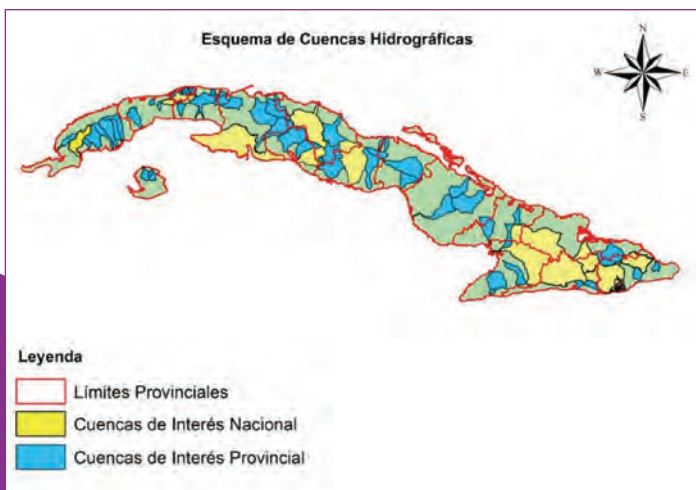 Esquema de Cuencas Hidrográficas
N
W
E
S
Leyenda
Límites Provinciales
Cuencas de Interés Nacional
Cuencas de Interés Provincial